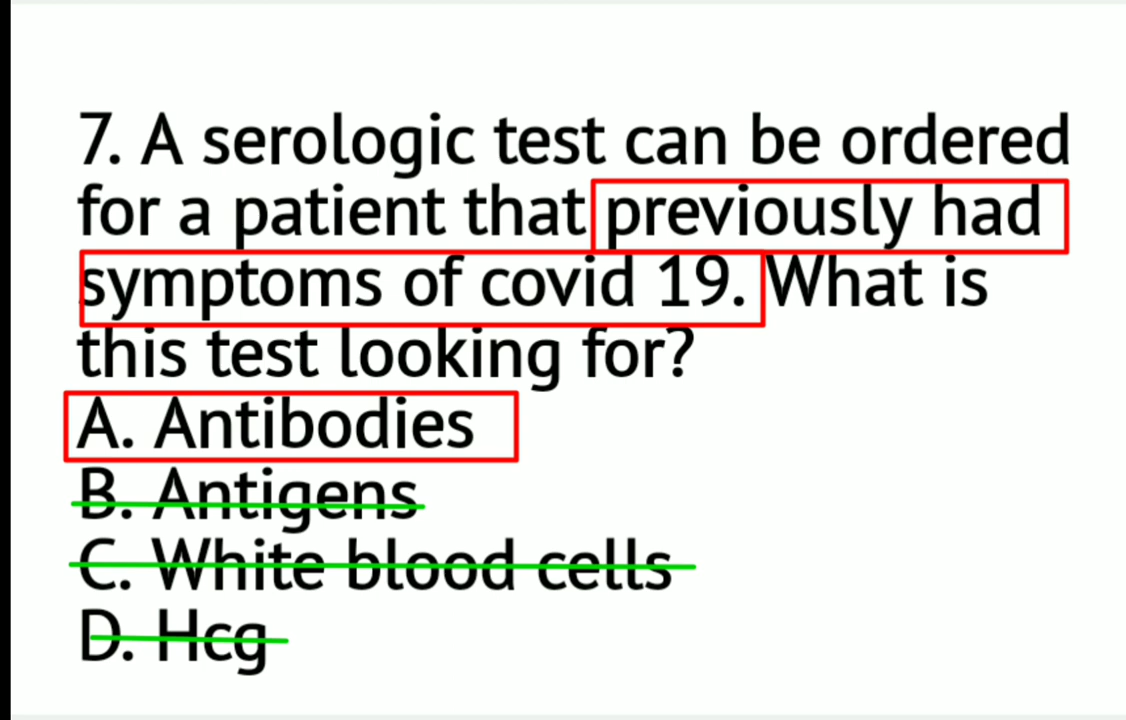 7. A serologic test can be ordered
for a patient that previously had
symptoms of covid 19. What is
this test looking for?
A. Antibodies
B. Antigens
C. White blood cells
D. Hcg